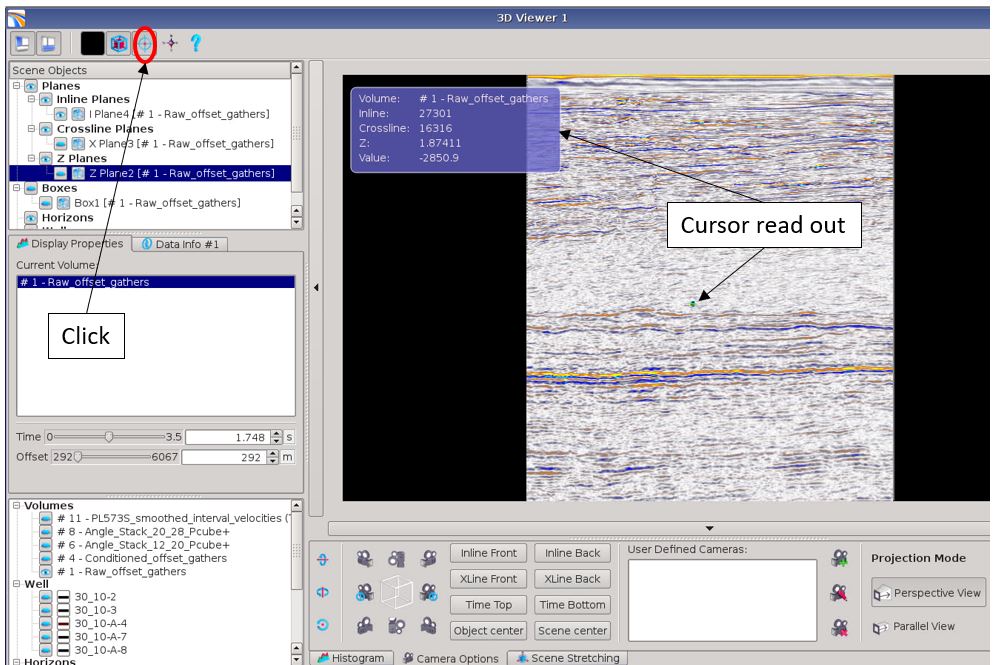 3D Viewer 1
Scene Objects
Planes
Inline Planes
I Plane4 [# 1 - Raw_offset_gathers]
Crossline Planes
X Plane3 [# 1 - Raw_offset_gathers]
Z Planes
Z Plane2 [# 1 - Raw_offset_gathers]
Boxes
Box1 [# 1 - Raw_offset_gathers]
Horizons
Display Properties
Data Info #1
Current Volume
# 1 - Raw_offset_gathers
Click
Time 0 3.5 1.748 s
Offset 292 6067 292 m
Volumes
# 11 - PL573S_smoothed_interval_velocities (
# 8 - Angle_Stack_20_28_Pcube+
# 6 - Angle_Stack_12_20_Pcube+
# 4 - Conditioned_offset_gathers
# 1 - Raw_offset_gathers
Well
30_10-2
30_10-3
30_10-A-4
30_10-A-7
30_10-A-8
Horizons
Volume: # 1 - Raw_offset_gathers
Inline: 27301
Crossline: 16316
Z: 1.87411
Value: -2850.9
Cursor read out
Inline Front
Inline Back
XLine Front
XLine Back
Time Top
Time Bottom
Object center
Scene center
User Defined Cameras:
Projection Mode
Perspective View
Parallel View
Histogram
Camera Options
Scene Stretching